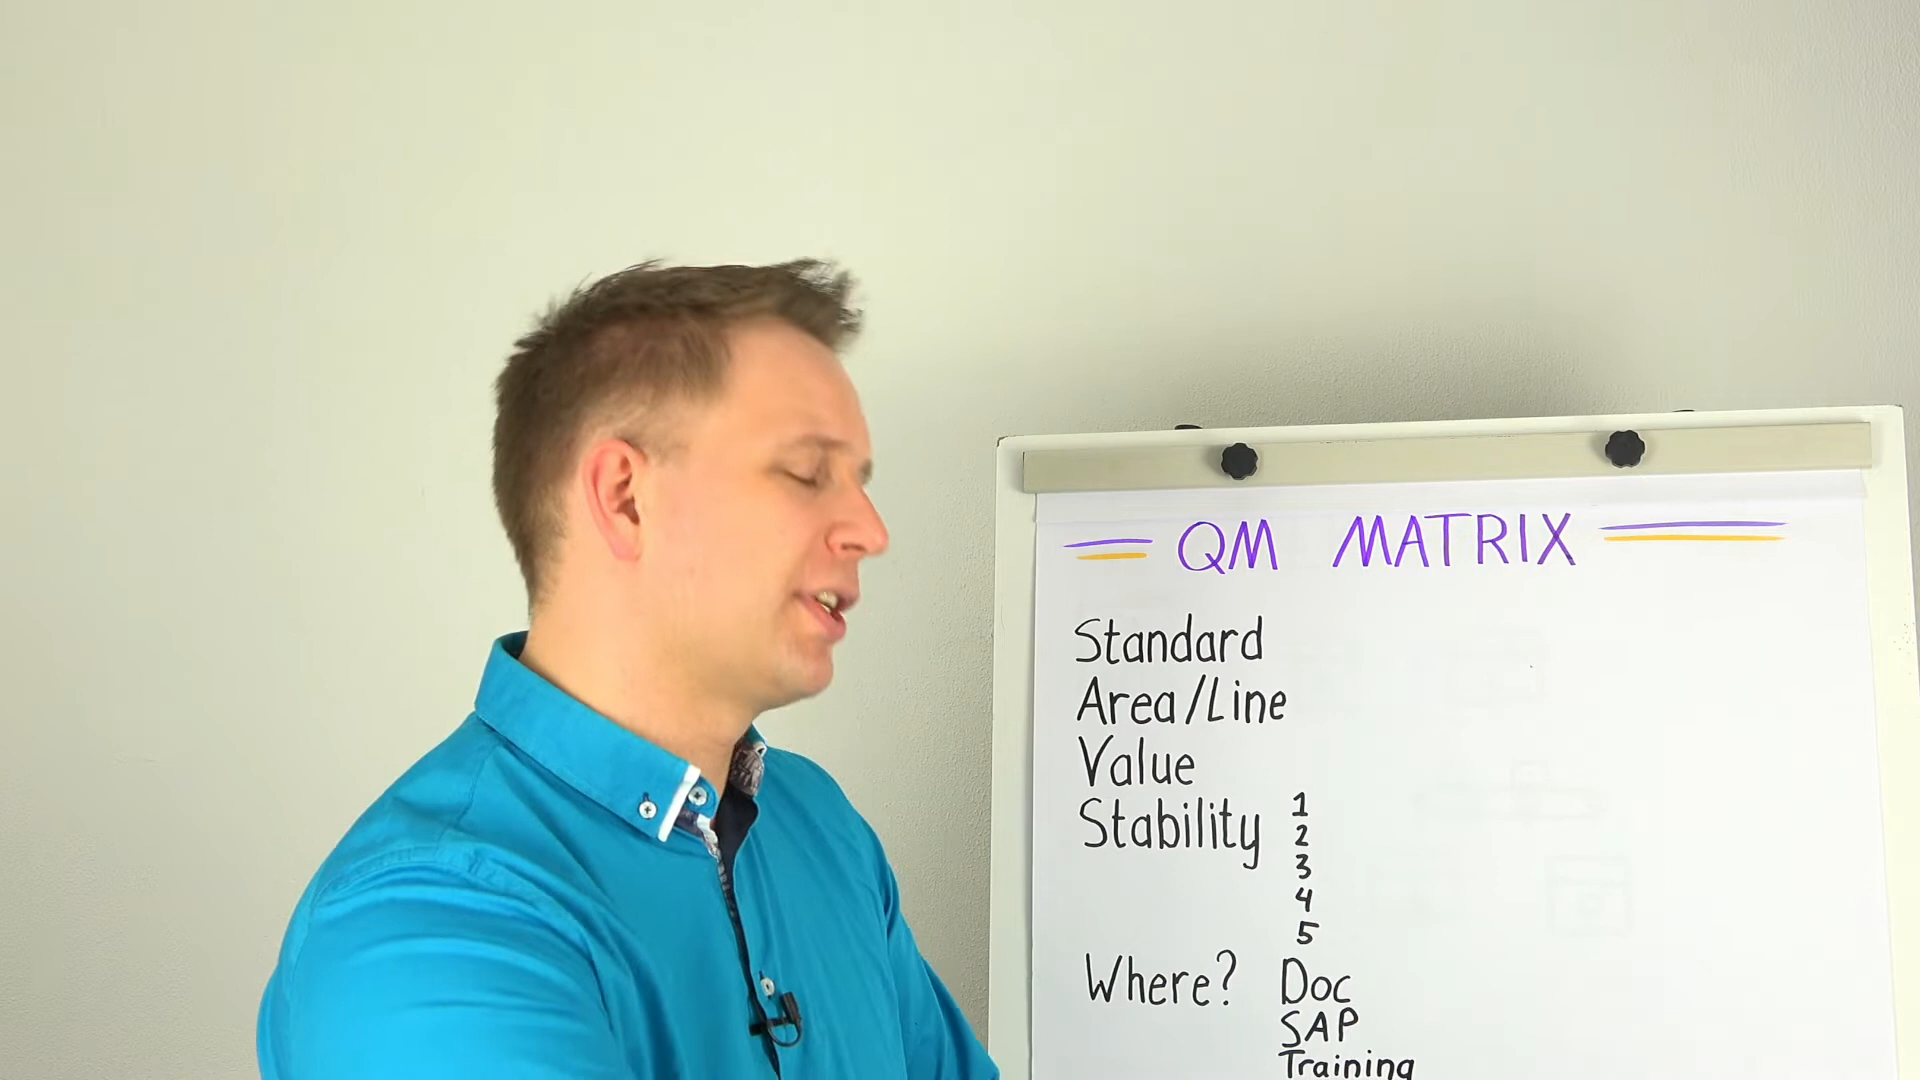 QM MATRIX
Standard
Area/Line
Value
Stability 1
2
3
4
5
Where? Doc
SAP
Training